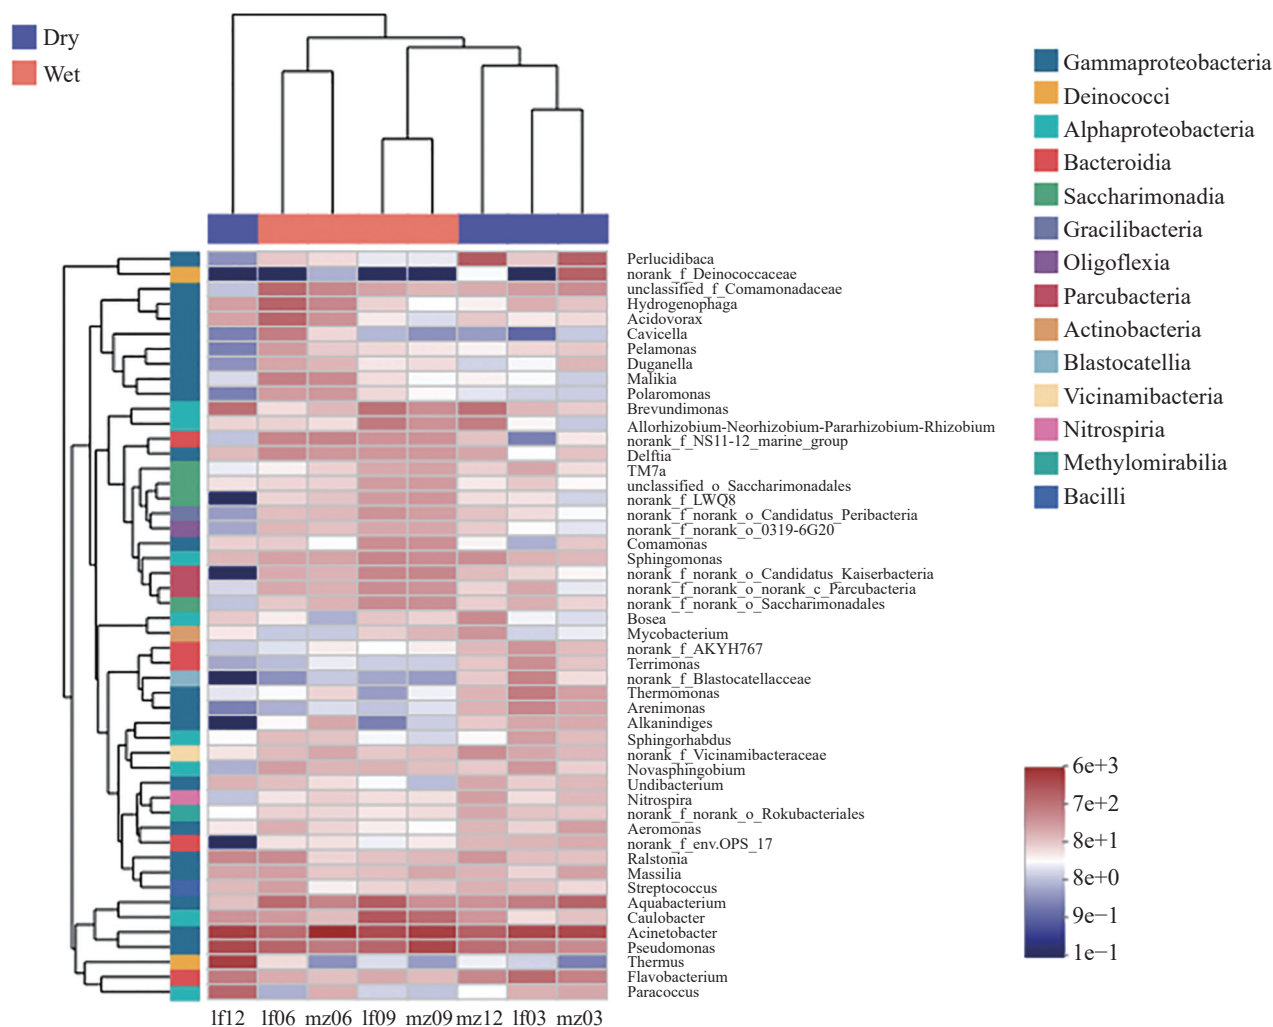 Dry
Wet
Gammaproteobacteria
Deinococci
Alphaproteobacteria
Bacteroidia
Saccharimonadia
Gracilibacteria
Oligoflexia
Parcubacteria
Actinobacteria
Blastocatellia
Vicinamibacteria
Nitrospiria
Methylomirabilia
Bacilli
Perlucidibaca
norank_f_Deinococcaceae
unclassified_f_Comamonadaceae
Hydrogenophaga
Acidovorax
Cavicella
Pelamonas
Duganella
Malikia
Polaromonas
Brevundimonas
Allorhizobium-Neorhizobium-Pararhizobium-Rhizobium
norank_f_NS11-12_marine_group
Delftia
TM7a
unclassified_o_Saccharimonadales
norank_f_LWQ8
norank_f_norank_o_Candidatus_Peribacteria
norank_f_norank_o_0319-6G20
Comamonas
Sphingomonas
norank_f_norank_o_Candidatus_Kaiserbacteria
norank_f_norank_o_norank_c_Parcubacteria
norank_f_norank_o_Saccharimonadales
Bosea
Mycobacterium
norank_f_AKYH767
Terrimonas
norank_f_Blastocatellaceae
Thermomonas
Arenimonas
Alkanindiges
Sphingorhabdus
norank_f_Vicinamibacteraceae
Novasphingobium
Undibacterium
Nitrospira
norank_f_norank_o_Rokubacteriales
Aeromonas
norank_f_env.OPS_17
Ralstonia
Massilia
Streptococcus
Aquabacterium
Caulobacter
Acinetobacter
Pseudomonas
Thermus
Flavobacterium
Paracoccus
6e+3
7e+2
8e+1
8e+0
9e−1
1e−1
lf12 lf06 mz06 lf09 mz09 mz12 lf03 mz03